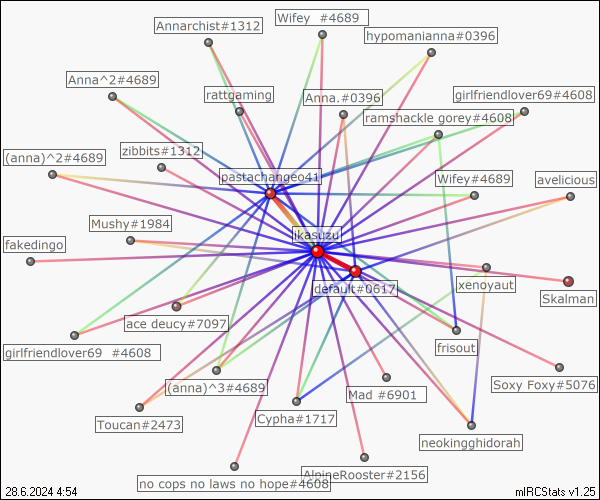 Annarchist#1312
Wifey  #4689
hypomanianna#0396
Anna^2#4689
rattgaming
Anna.#0396
girlfriendlover69#4608
ramshackle gorey#4608
zibbits#1312
(anna)^2#4689
pastachangeo41
Wifey#4689
avelicious
Mushy#1984
ikasuzu
fakedingo
default#0617
xenoyaut
Skalman
ace deucy#7097
girlfriendlover69  #4608
frisout
(anna)^3#4689
Mad #6901
Soxy Foxy#5076
Toucan#2473
Cypha#1717
neokingghidorah
AlpineRooster#2156
no cops no laws no hope#4608
28.6.2024 4:54
mIRCStats v1.25